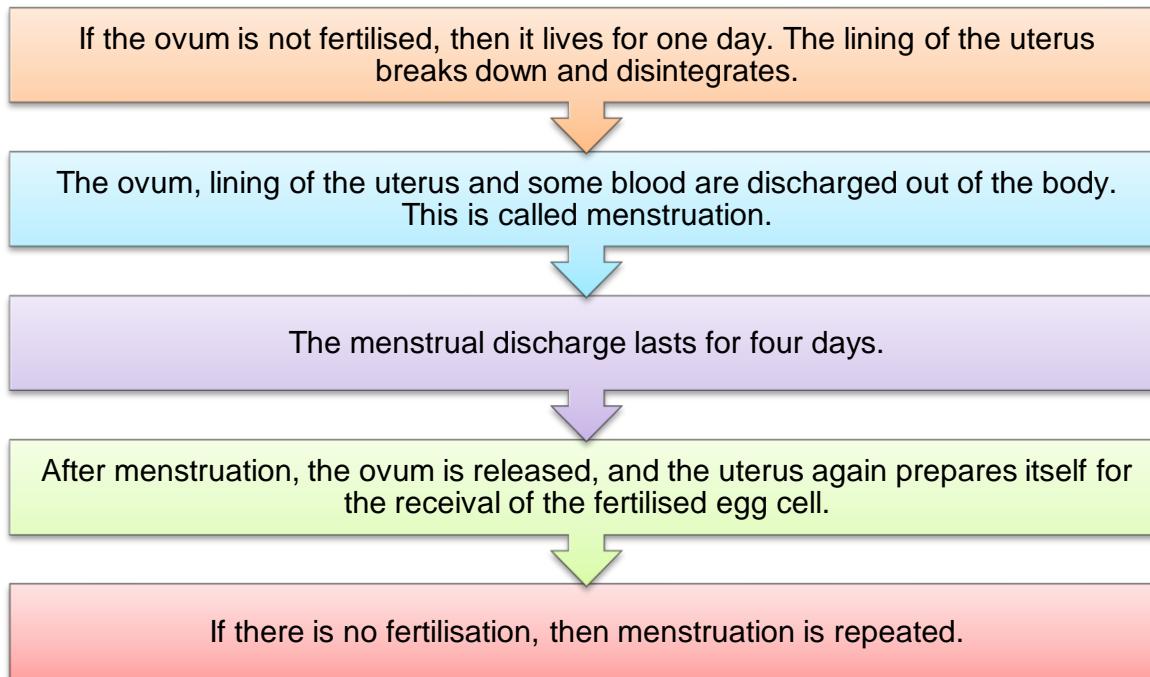 If the ovum is not fertilised, then it lives for one day. The lining of the uterus
breaks down and disintegrates.
The ovum, lining of the uterus and some blood are discharged out of the body.
This is called menstruation.
The menstrual discharge lasts for four days.
After menstruation, the ovum is released, and the uterus again prepares itself for
the receival of the fertilised egg cell.
If there is no fertilisation, then menstruation is repeated.